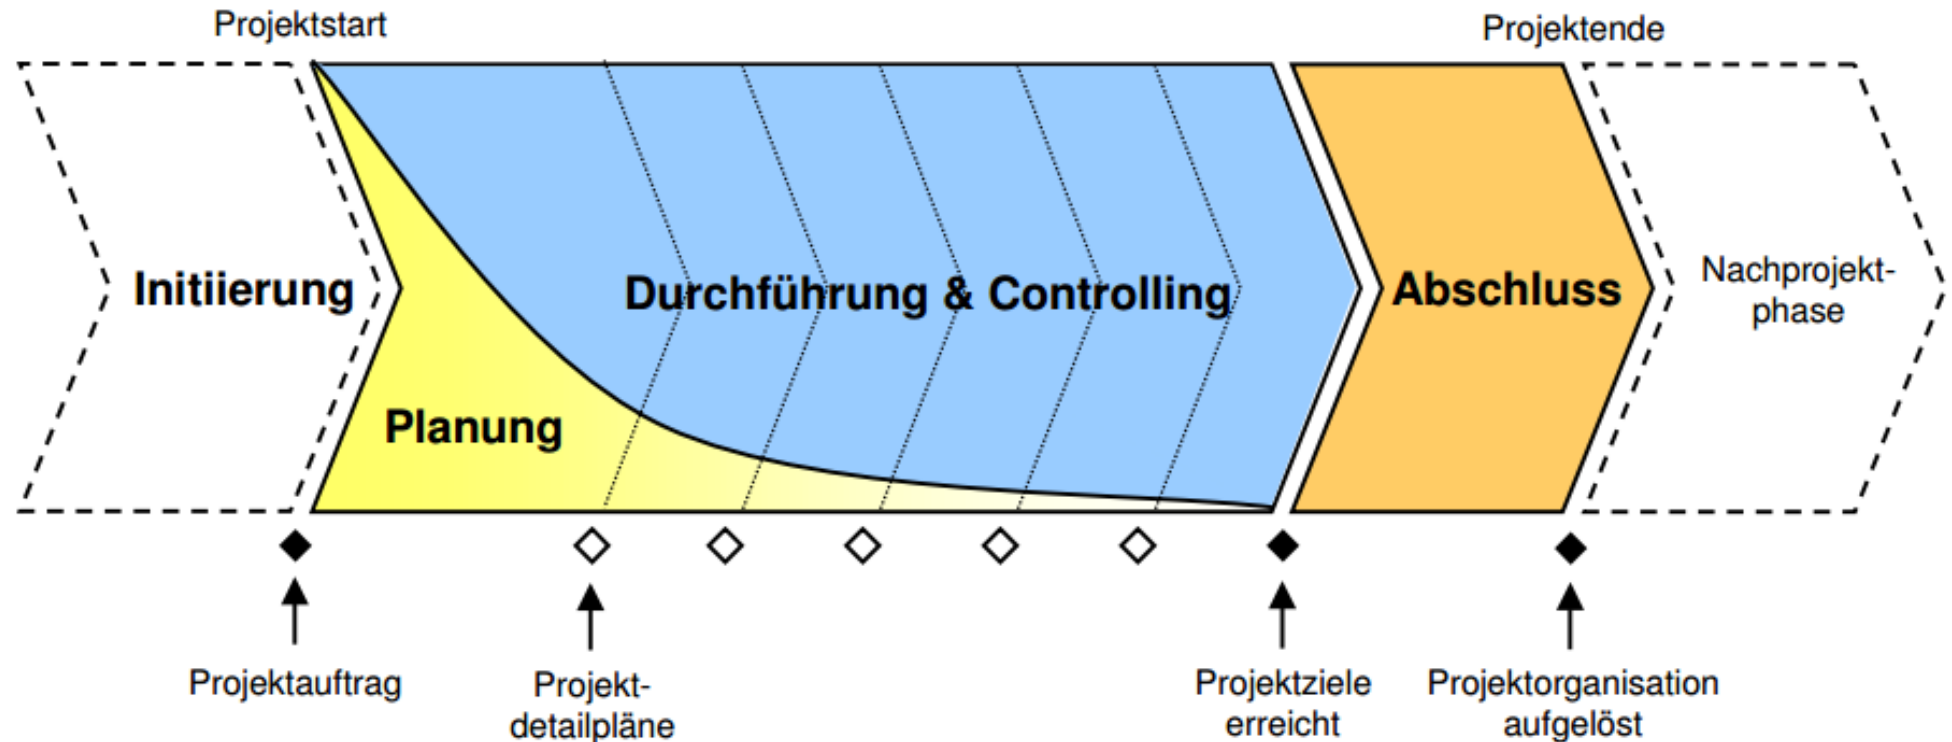 Projektstart
Projektende
Initiierung
Durchführung & Controlling
Abschluss
Nachprojekt-
phase
Planung
Projektauftrag
Projekt-
detailpläne
Projektziele
erreicht
Projektorganisation
aufgelöst